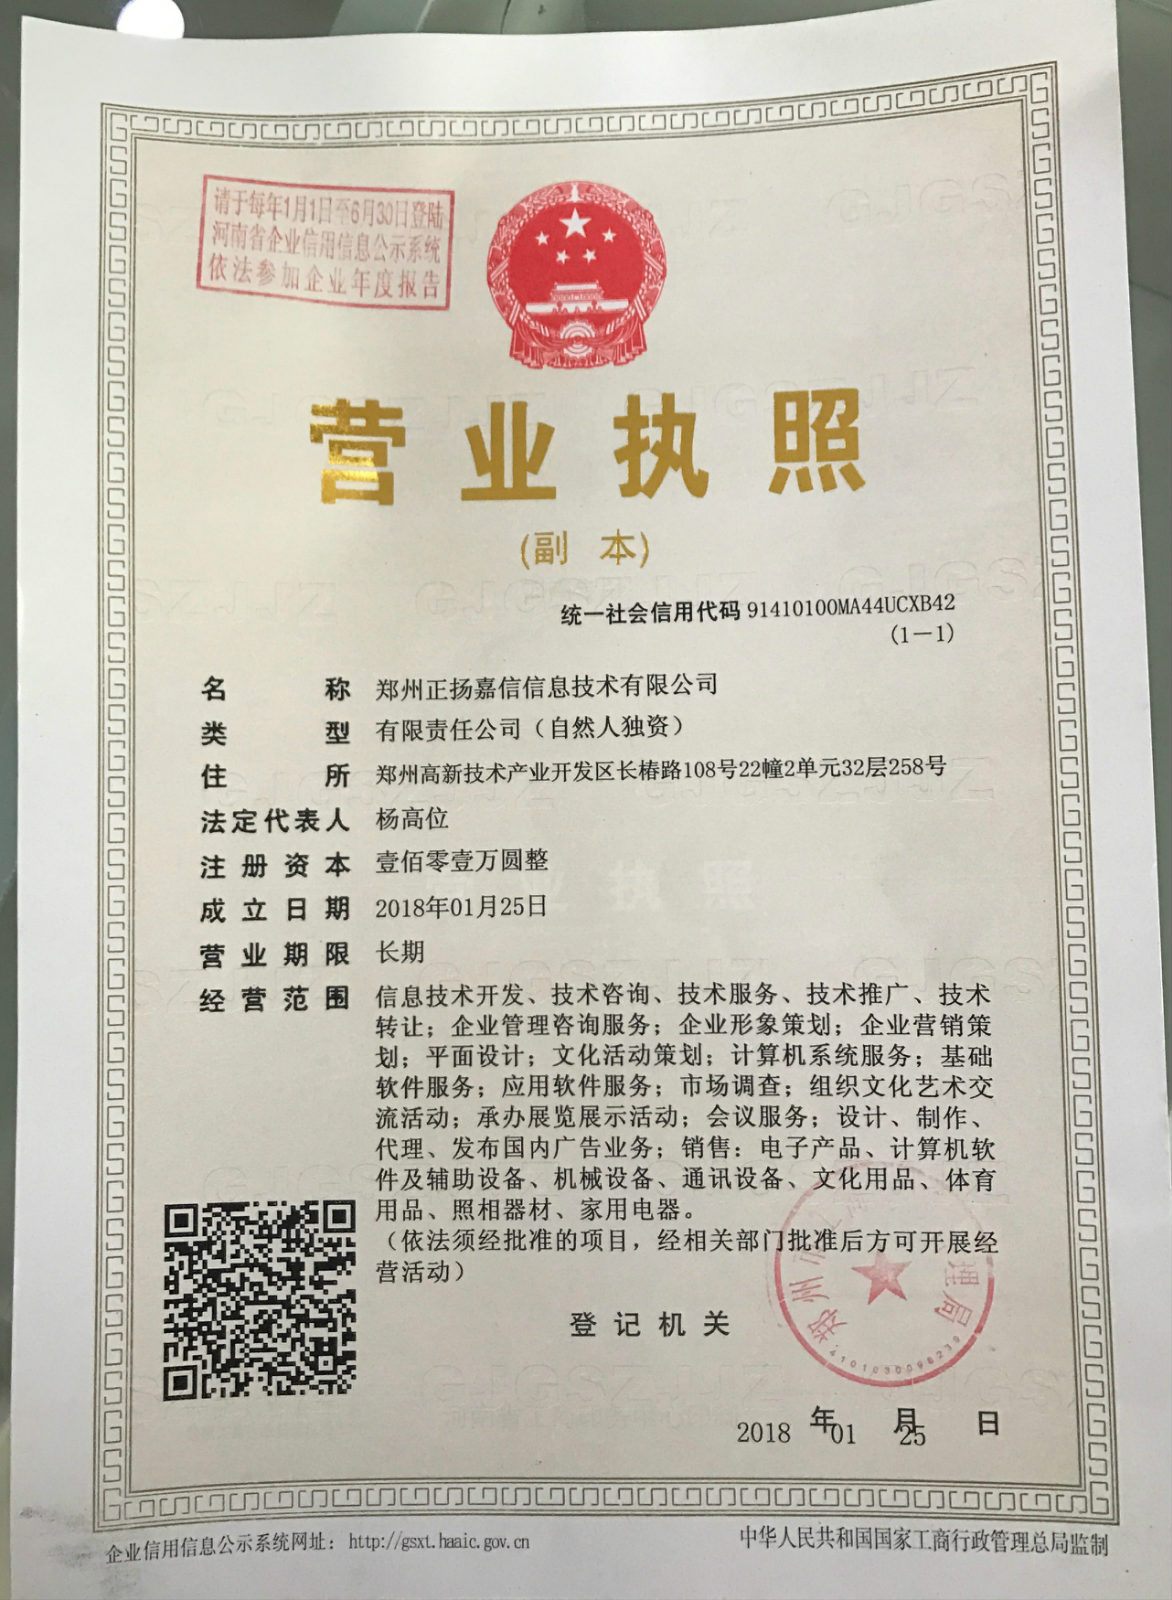 请于每年1月1日至6月30日登陆
河南省企业信用信息公示系统
依法参加企业年度报告
营业执照
(副 本)
统一社会信用代码 91410100MA44UCXB42
(1-1)
名 称 郑州正扬嘉信信息技术有限公司
类 型 有限责任公司（自然人独资）
住 所 郑州高新技术产业开发区长椿路108号22幢2单元32层258号
法定代表人 杨高位
注册资本 壹佰零壹万圆整
成立日期 2018年01月25日
营业期限 长期
经营范围 信息技术开发、技术咨询、技术服务、技术推广、技术
转让；企业管理咨询服务；企业形象策划；企业营销策
划；平面设计；文化活动策划；计算机系统服务；基础
软件服务；应用软件服务；市场调查；组织文化艺术交
流活动；承办展览展示活动；会议服务；设计、制作、
代理、发布国内广告业务；销售：电子产品、计算机软
件及辅助设备、机械设备、通讯设备、文化用品、体育
用品、照相器材、家用电器。
（依法须经批准的项目，经相关部门批准后方可开展经
营活动）
登记机关
2018 年 01 月 25 日
企业信用信息公示系统网址：http://gsxt.haaic.gov.cn
中华人民共和国国家工商行政管理总局监制